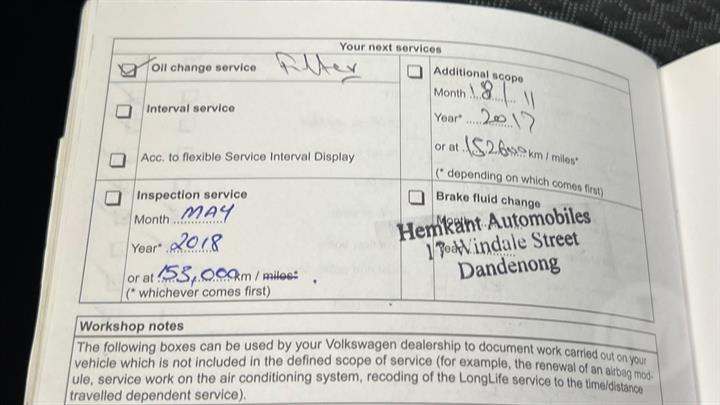 Your next services
Oil change service Filter
Interval service
Acc. to flexible Service Interval Display
Inspection service
Month MAY
Year* 2018
or at 153,000 km / miles*
(* whichever comes first)
Additional scope
Month 18/11
Year* 2017
or at km / miles*
(* depending on which comes first)
Brake fluid change
Hemkant Automobiles
Windale Street
Dandenong
Workshop notes
The following boxes can be used by your Volkswagen dealership to document work carried out on your
vehicle which is not included in the defined scope of service (for example, the renewal of an airbag mod-
ule, service work on the air conditioning system, recoding of the LongLife service to the time/distance
travelled dependent service).